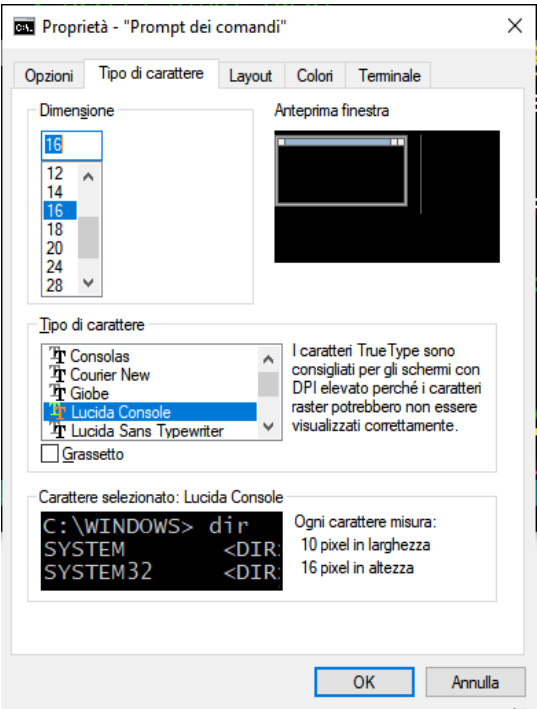 Proprietà - "Prompt dei comandi"
Opzioni Tipo di carattere Layout Colori Terminale
Dimensione
16
12
14
16
18
20
24
28
Anteprima finestra
Tipo di carattere
Consolas
Courier New
Giobe
Lucida Console
Lucida Sans Typewriter
Grassetto
I caratteri TrueType sono
consigliati per gli schermi con
DPI elevato perché i caratteri
raster potrebbero non essere
visualizzati correttamente.
Carattere selezionato: Lucida Console
C:\WINDOWS> dir
SYSTEM <DIR>
SYSTEM32 <DIR>
Ogni carattere misura:
10 pixel in larghezza
16 pixel in altezza
OK Annulla